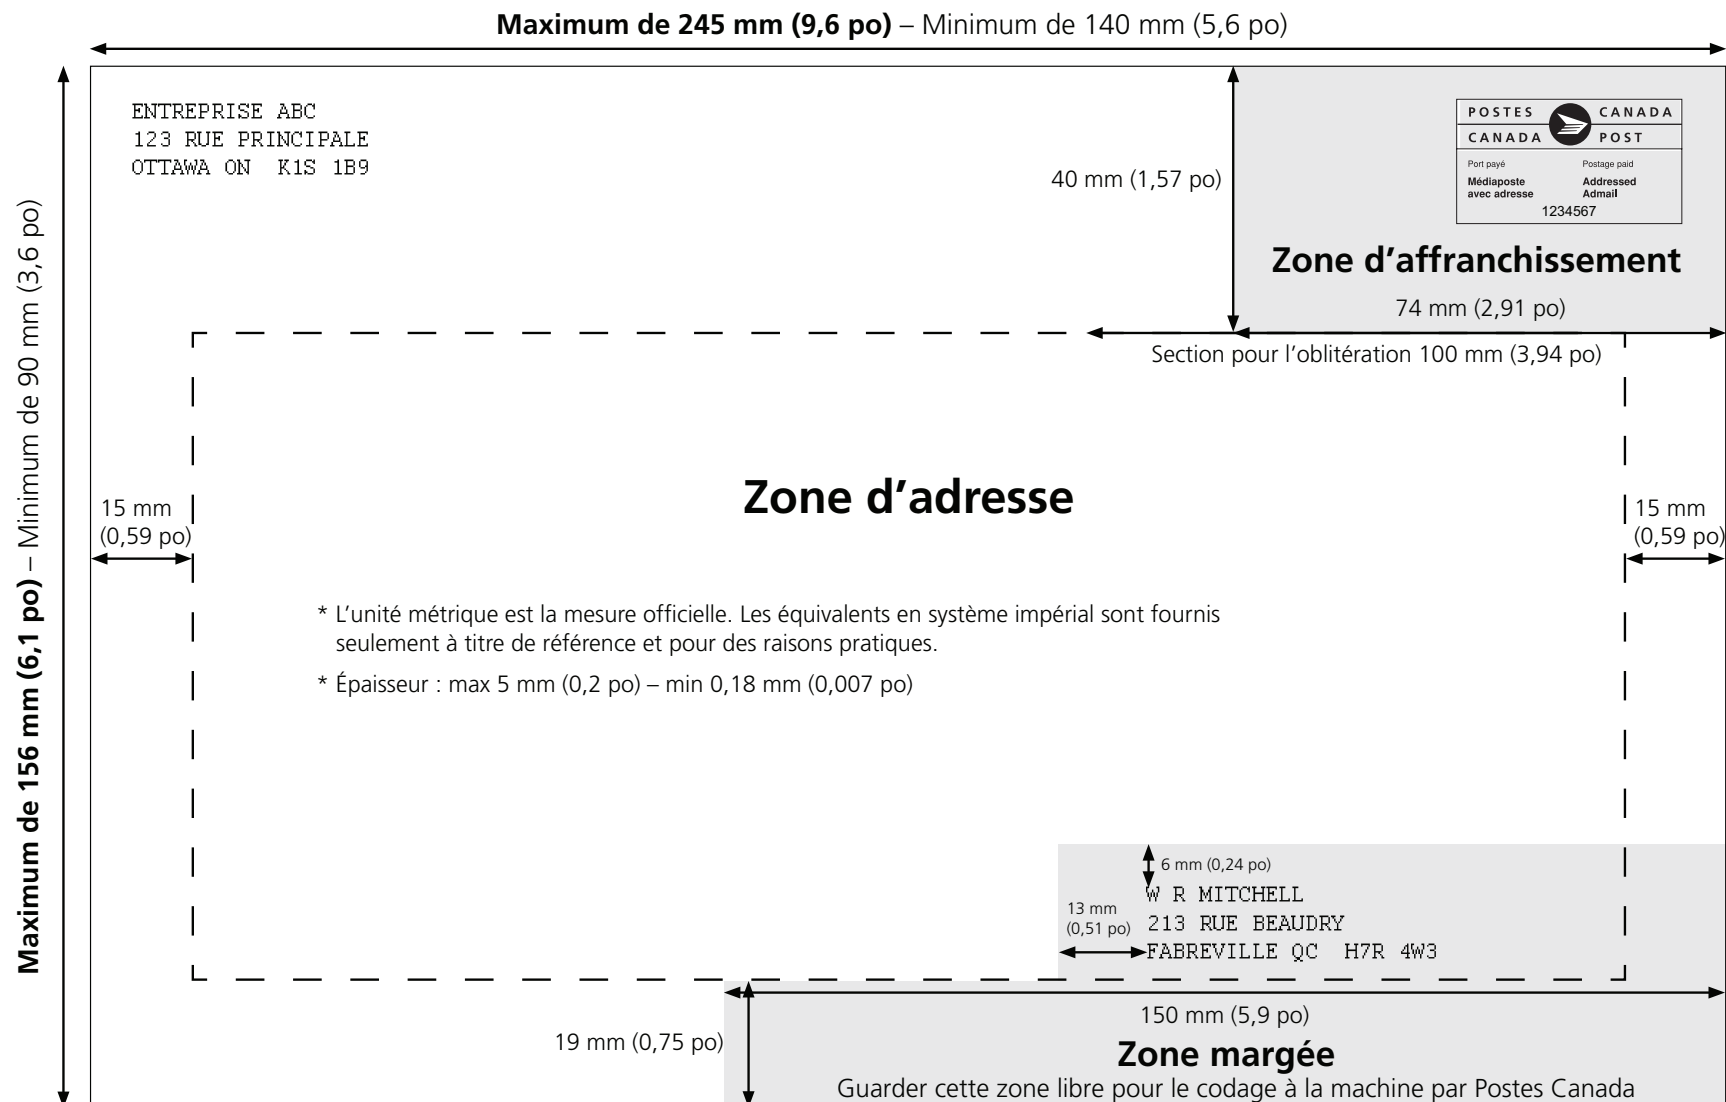 Maximum de 245 mm (9,6 po) – Minimum de 140 mm (5,6 po)
Maximum de 156 mm (6,1 po) – Minimum de 90 mm (3,6 po)
ENTREPRISE ABC
123 RUE PRINCIPALE
OTTAWA ON K1S 1B9
40 mm (1,57 po)
POSTES CANADA
CANADA POST
Port payé Postage paid
Médiaposte Addressed
avec adresse Admail
1234567
Zone d’affranchissement
74 mm (2,91 po)
Section pour l’oblitération 100 mm (3,94 po)
Zone d’adresse
15 mm
(0,59 po)
15 mm
(0,59 po)
* L’unité métrique est la mesure officielle. Les équivalents en système impérial sont fournis
seulement à titre de référence et pour des raisons pratiques.
* Épaisseur : max 5 mm (0,2 po) – min 0,18 mm (0,007 po)
6 mm (0,24 po)
13 mm
(0,51 po)
W R MITCHELL
213 RUE BEAUDRY
FABREVILLE QC H7R 4W3
150 mm (5,9 po)
19 mm (0,75 po)
Zone margée
Guarder cette zone libre pour le codage à la machine par Postes Canada